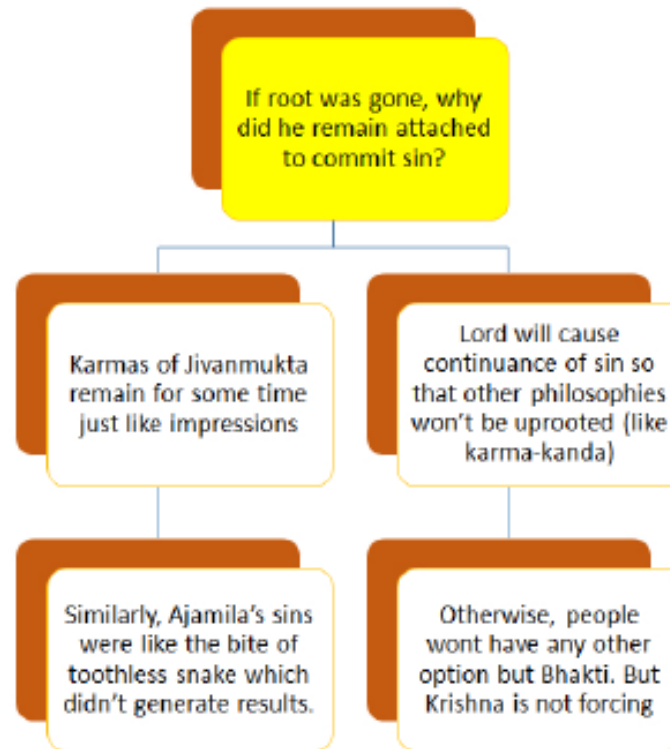 If root was gone, why
did he remain attached
to commit sin?
Karmas of Jivanmukta
remain for some time
just like impressions
Similarly, Ajamila's sins
were like the bite of
toothless snake which
didn't generate results.
Lord will cause
continuance of sin so
that other philosophies
won't be uprooted (like
karma-kanda)
Otherwise, people
wont have any other
option but Bhakti. But
Krishna is not forcing